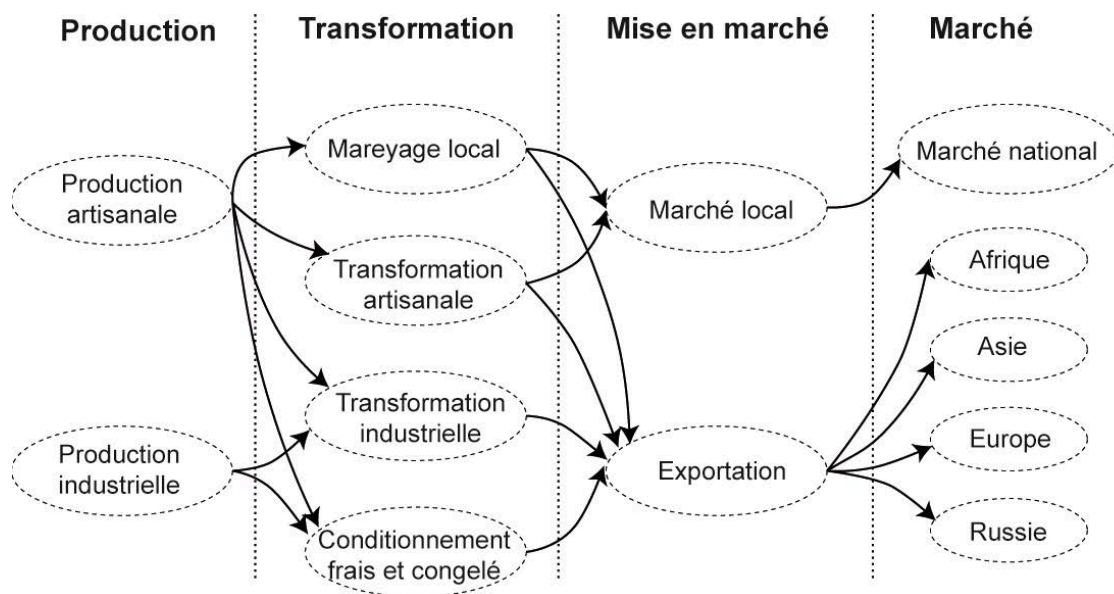 Production
Transformation
Mise en marché
Marché
Production
artisanale
Production
industrielle
Mareyage local
Transformation
artisanale
Transformation
industrielle
Conditionnement
frais et congelé
Marché local
Exportation
Marché national
Afrique
Asie
Europe
Russie